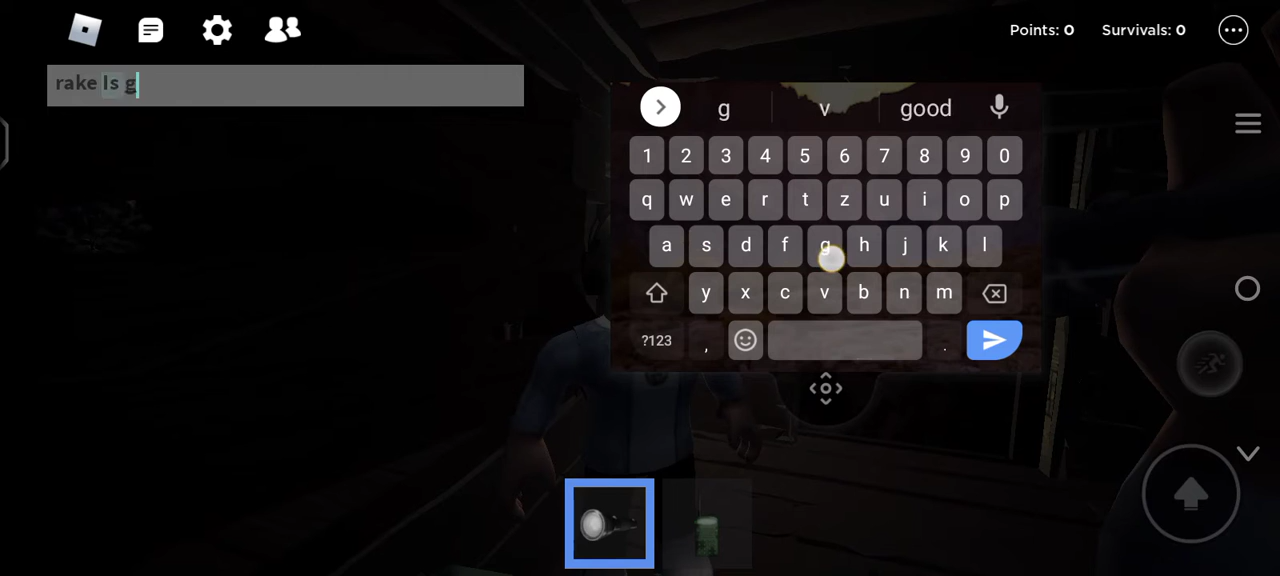 Points: 0 Survivals: 0
rake Is g
g v good
1 2 3 4 5 6 7 8 9 0
q w e r t z u i o p
a s d f g h j k l
y x c v b n m
?123 , .